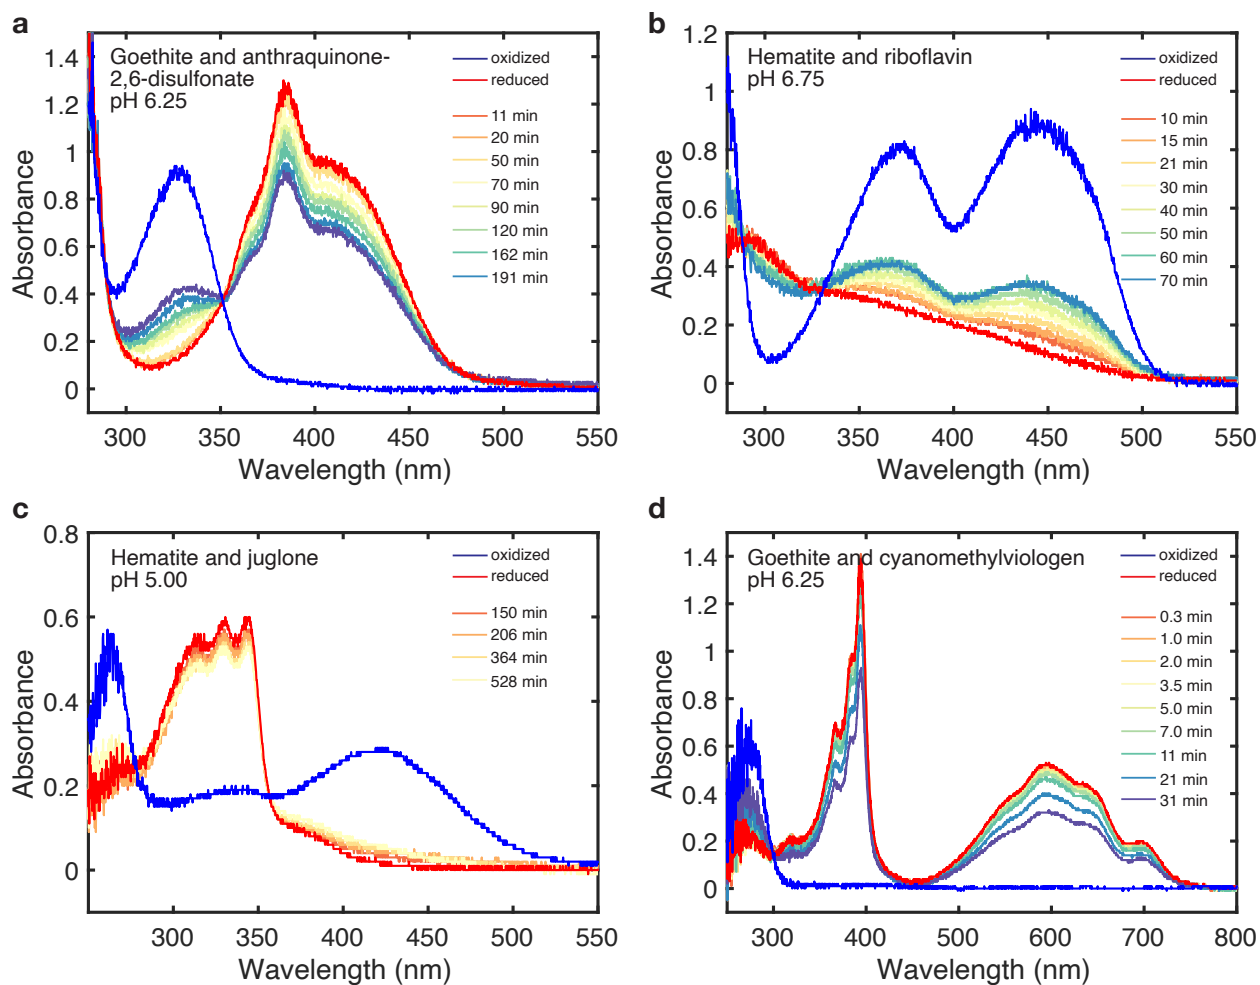 a
Goethite and anthraquinone-
2,6-disulfonate
pH 6.25
oxidized
reduced
11 min
20 min
50 min
70 min
90 min
120 min
162 min
191 min
1.4
1.2
1
0.8
0.6
0.4
0.2
0
Absorbance
300 350 400 450 500 550
Wavelength (nm)
b
Hematite and riboflavin
pH 6.75
oxidized
reduced
10 min
15 min
21 min
30 min
40 min
50 min
60 min
70 min
1.2
1
0.8
0.6
0.4
0.2
0
Absorbance
300 350 400 450 500 550
Wavelength (nm)
c
Hematite and juglone
pH 5.00
oxidized
reduced
150 min
206 min
364 min
528 min
0.8
0.6
0.4
0.2
0
Absorbance
300 350 400 450 500 550
Wavelength (nm)
d
Goethite and cyanomethylviologen
pH 6.25
oxidized
reduced
0.3 min
1.0 min
2.0 min
3.5 min
5.0 min
7.0 min
11 min
21 min
31 min
1.4
1.2
1
0.8
0.6
0.4
0.2
0
Absorbance
300 400 500 600 700 800
Wavelength (nm)